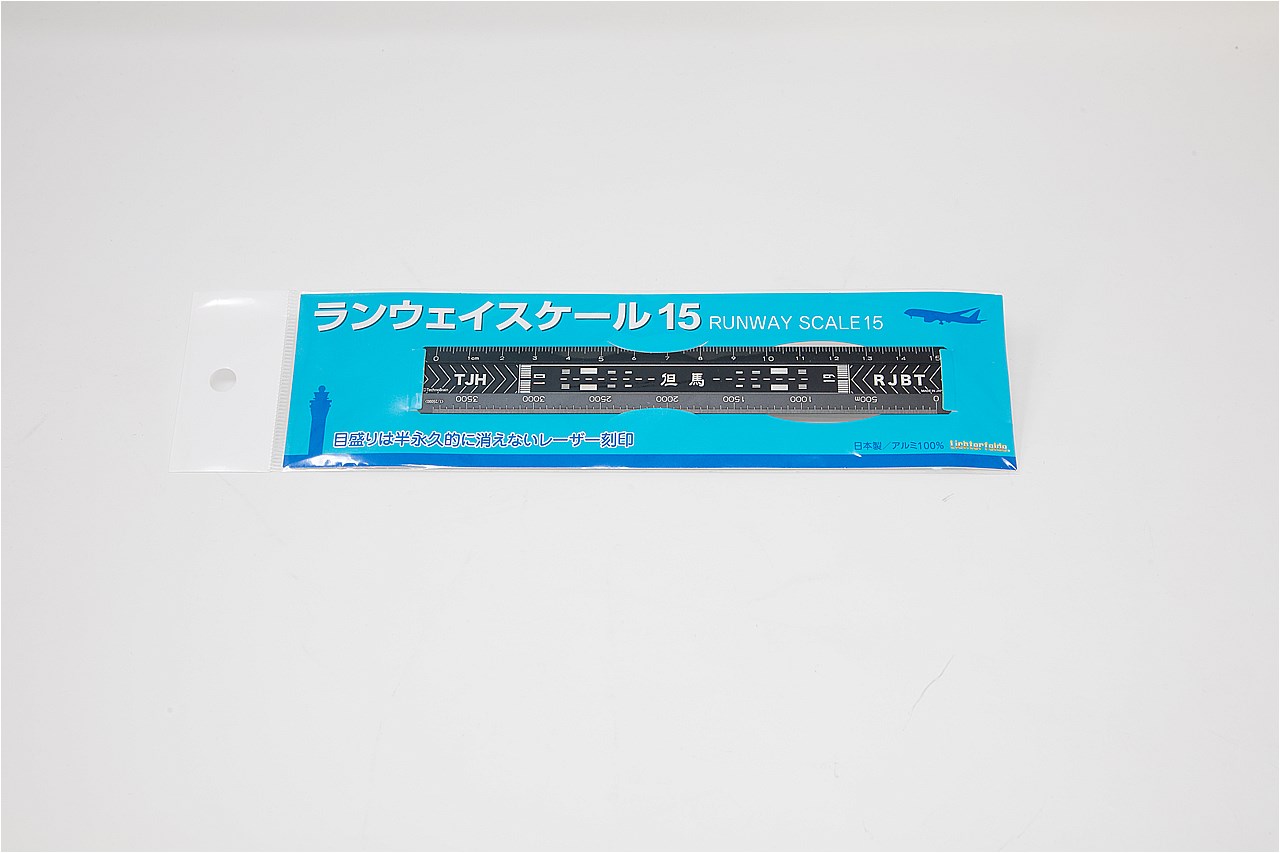 ランウェイスケール15 RUNWAY SCALE15
0 1cm 2 3 4 5 6 7 8 9 10 11 12 13 14 15
TJH 01 但馬 19 RJBT
3500 3000 2500 2000 1500 1000 500m 0
目盛りは半永久的に消えないレーザー刻印
日本製/アルミ100% Lichterfelde